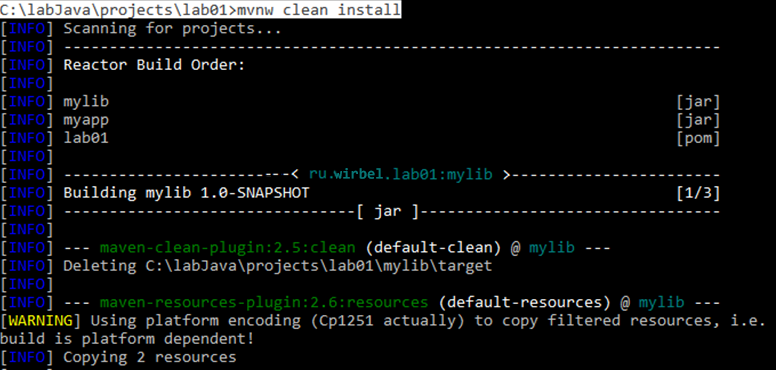 C:\labJava\projects\lab01>mvnw clean install
[INFO] Scanning for projects...
[INFO] ------------------------------------------------------------------------
[INFO] Reactor Build Order:
[INFO]
[INFO] mylib [jar]
[INFO] myapp [jar]
[INFO] lab01 [pom]
[INFO]
[INFO] -------------------------< ru.wirbel.lab01:mylib >-----------------------
[INFO] Building mylib 1.0-SNAPSHOT [1/3]
[INFO] --------------------------------[ jar ]---------------------------------
[INFO]
[INFO] --- maven-clean-plugin:2.5:clean (default-clean) @ mylib ---
[INFO] Deleting C:\labJava\projects\lab01\mylib\target
[INFO]
[INFO] --- maven-resources-plugin:2.6:resources (default-resources) @ mylib ---
[WARNING] Using platform encoding (Cp1251 actually) to copy filtered resources, i.e.
build is platform dependent!
[INFO] Copying 2 resources